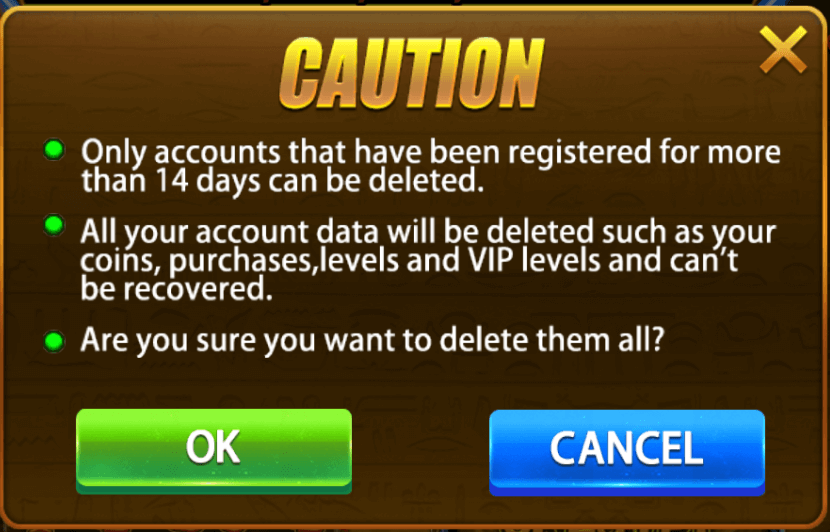 CAUTION
Only accounts that have been registered for more
than 14 days can be deleted.
All your account data will be deleted such as your
coins, purchases,levels and VIP levels and can't
be recovered.
Are you sure you want to delete them all?
OK
CANCEL